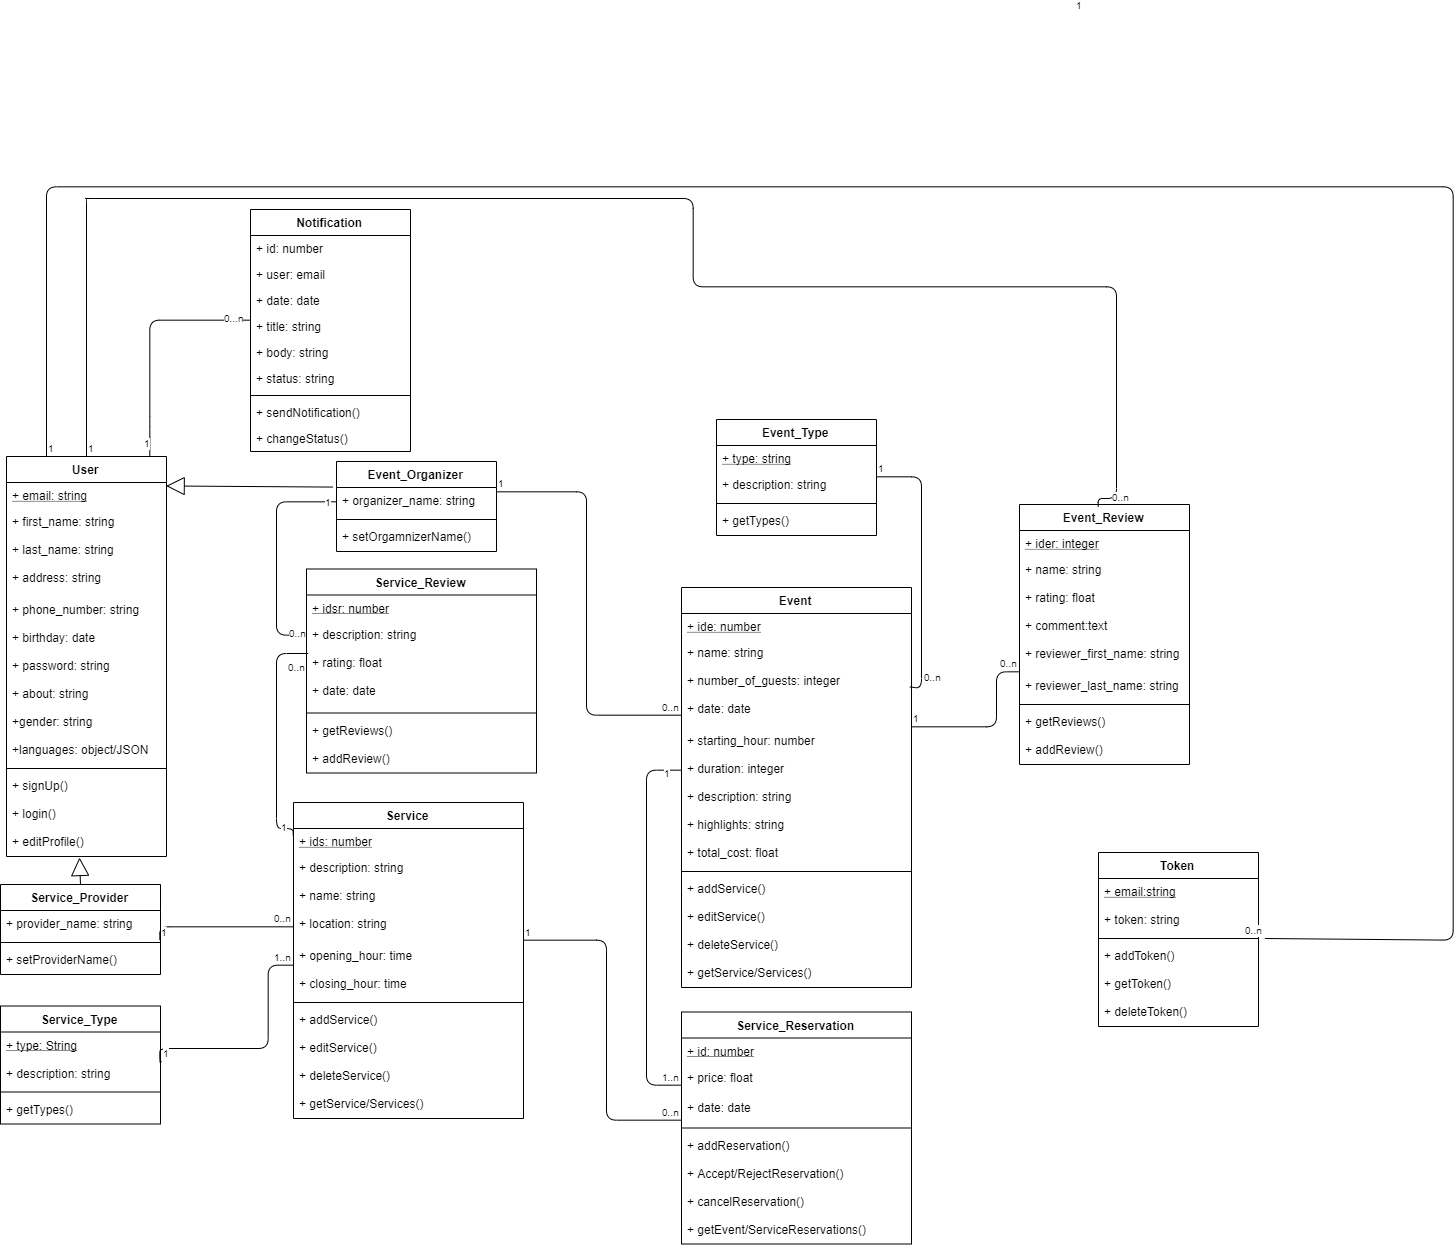 1
Notification
+ id: number
+ user: email
+ date: date
+ title: string
0...n
+ body: string
+ status: string
+ sendNotification()
+ changeStatus()
1
1
1
User
+ email: string
+ first_name: string
+ last_name: string
+ address: string
+ phone_number: string
+ birthday: date
+ password: string
+ about: string
+gender: string
+languages: object/JSON
+ signUp()
+ login()
+ editProfile()
Event_Organizer
1
+ organizer_name: string
1
+ setOrgamnizerName()
Event_Type
+ type: string
1
+ description: string
+ getTypes()
0..n
Event_Review
+ ider: integer
+ name: string
+ rating: float
+ comment:text
+ reviewer_first_name: string
0..n
+ reviewer_last_name: string
+ getReviews()
+ addReview()
Service_Review
+ idsr: number
+ description: string
0..n
+ rating: float
0..n
+ date: date
+ getReviews()
+ addReview()
Event
+ ide: number
+ name: string
+ number_of_guests: integer
0..n
+ date: date
0..n
1
+ starting_hour: number
+ duration: integer
1
+ description: string
+ highlights: string
+ total_cost: float
+ addService()
+ editService()
+ deleteService()
+ getService/Services()
Service
1
+ ids: number
+ description: string
+ name: string
+ location: string
0..n
1
+ opening_hour: time
1..n
+ closing_hour: time
+ addService()
+ editService()
+ deleteService()
+ getService/Services()
Service_Provider
+ provider_name: string
1
+ setProviderName()
Service_Type
+ type: String
1
+ description: string
+ getTypes()
Service_Reservation
+ id: number
+ price: float
1..n
+ date: date
0..n
+ addReservation()
+ Accept/RejectReservation()
+ cancelReservation()
+ getEvent/ServiceReservations()
Token
+ email:string
+ token: string
0..n
+ addToken()
+ getToken()
+ deleteToken()